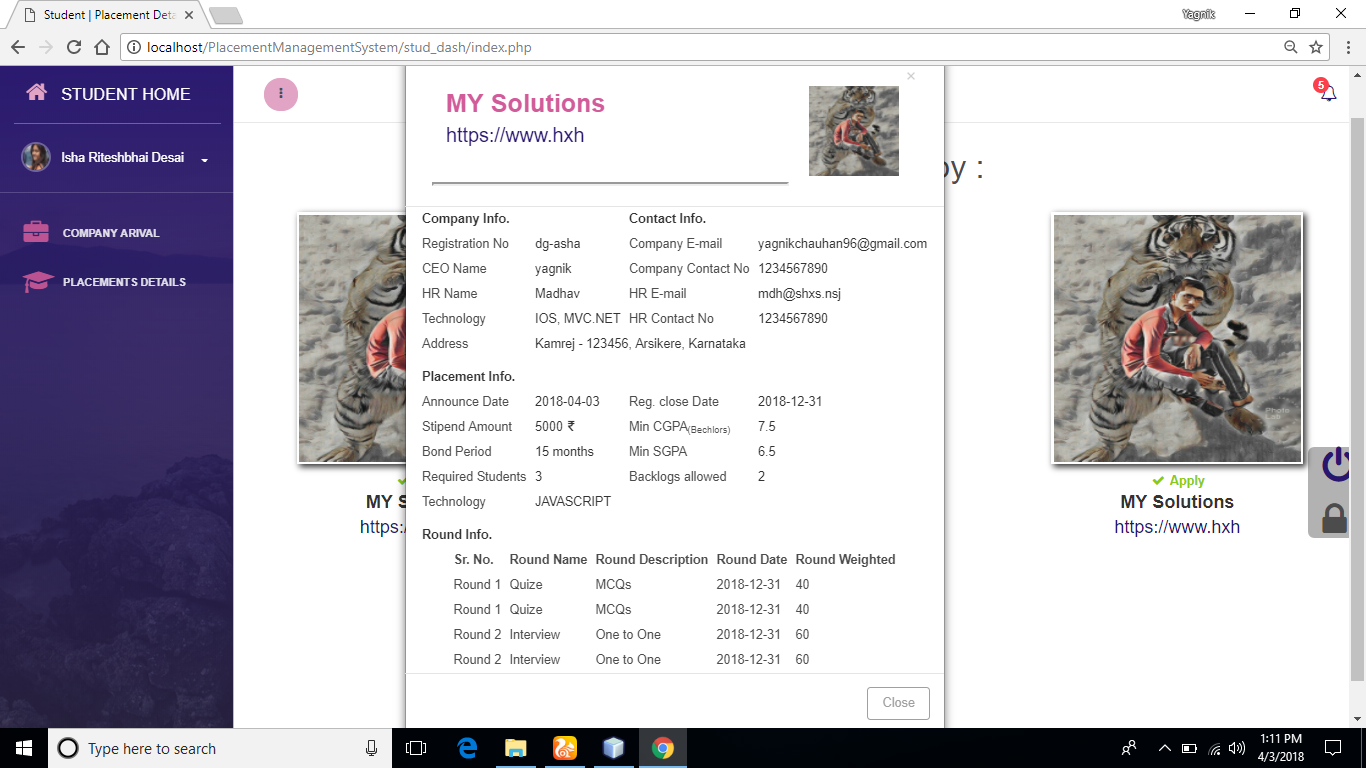 Student | Placement Deta
Yagnik
localhost/PlacementManagementSystem/stud_dash/index.php
STUDENT HOME
Isha Riteshbhai Desai
COMPANY ARIVAL
PLACEMENTS DETAILS
5
by :
×
MY Solutions
https://www.hxh
Company Info. Contact Info.
Registration No dg-asha Company E-mail yagnikchauhan96@gmail.com
CEO Name yagnik Company Contact No 1234567890
HR Name Madhav HR E-mail mdh@shxs.nsj
Technology IOS, MVC.NET HR Contact No 1234567890
Address Kamrej - 123456, Arsikere, Karnataka
Placement Info.
Announce Date 2018-04-03 Reg. close Date 2018-12-31
Stipend Amount 5000 ₹ Min CGPA(Bechlors) 7.5
Bond Period 15 months Min SGPA 6.5
Required Students 3 Backlogs allowed 2
Technology JAVASCRIPT
Round Info.
Sr. No. Round Name Round Description Round Date Round Weighted
Round 1 Quize MCQs 2018-12-31 40
Round 1 Quize MCQs 2018-12-31 40
Round 2 Interview One to One 2018-12-31 60
Round 2 Interview One to One 2018-12-31 60
Close
MY S
https:/
Photo
Lab
Apply
MY Solutions
https://www.hxh
Type here to search
1:11 PM
4/3/2018